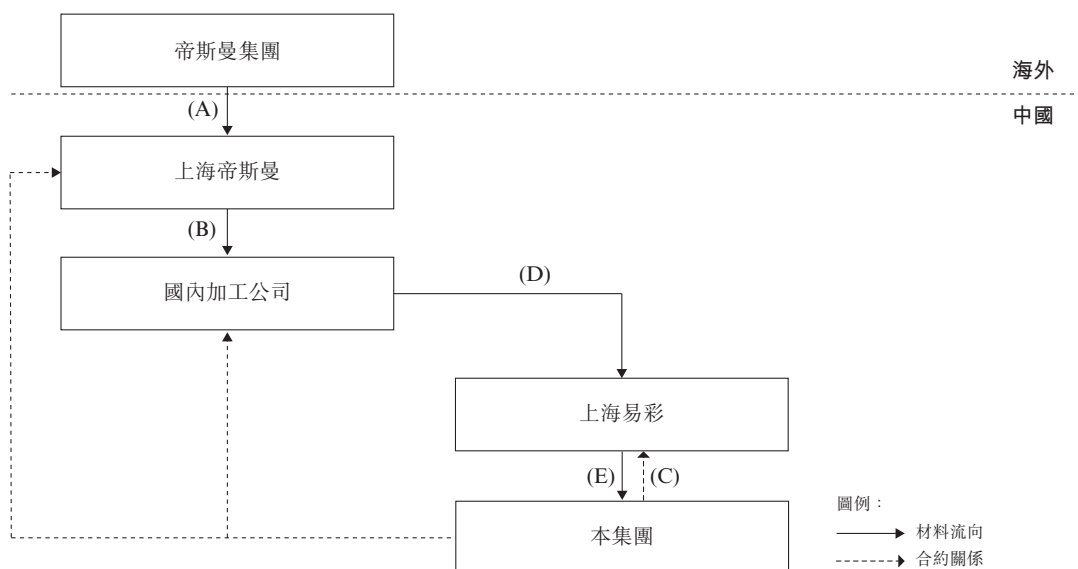 帝斯曼集團
海外
(A)
中國
上海帝斯曼
(B)
國內加工公司
(D)
上海易彩
(E)
(C)
本集團
圖例：
材料流向
合約關係